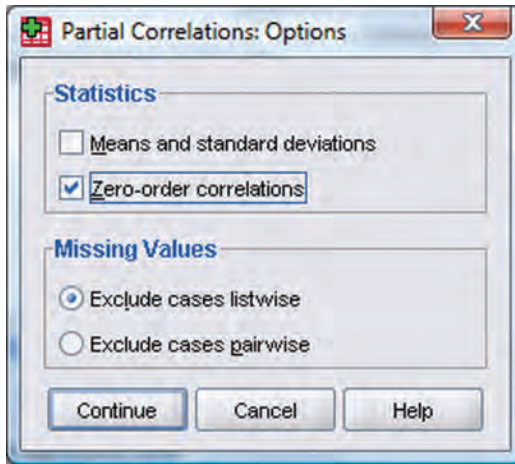 Partial Correlations: Options
X
Statistics
Means and standard deviations
Zero-order correlations
Missing Values
Exclude cases listwise
Exclude cases pairwise
Continue
Cancel
Help